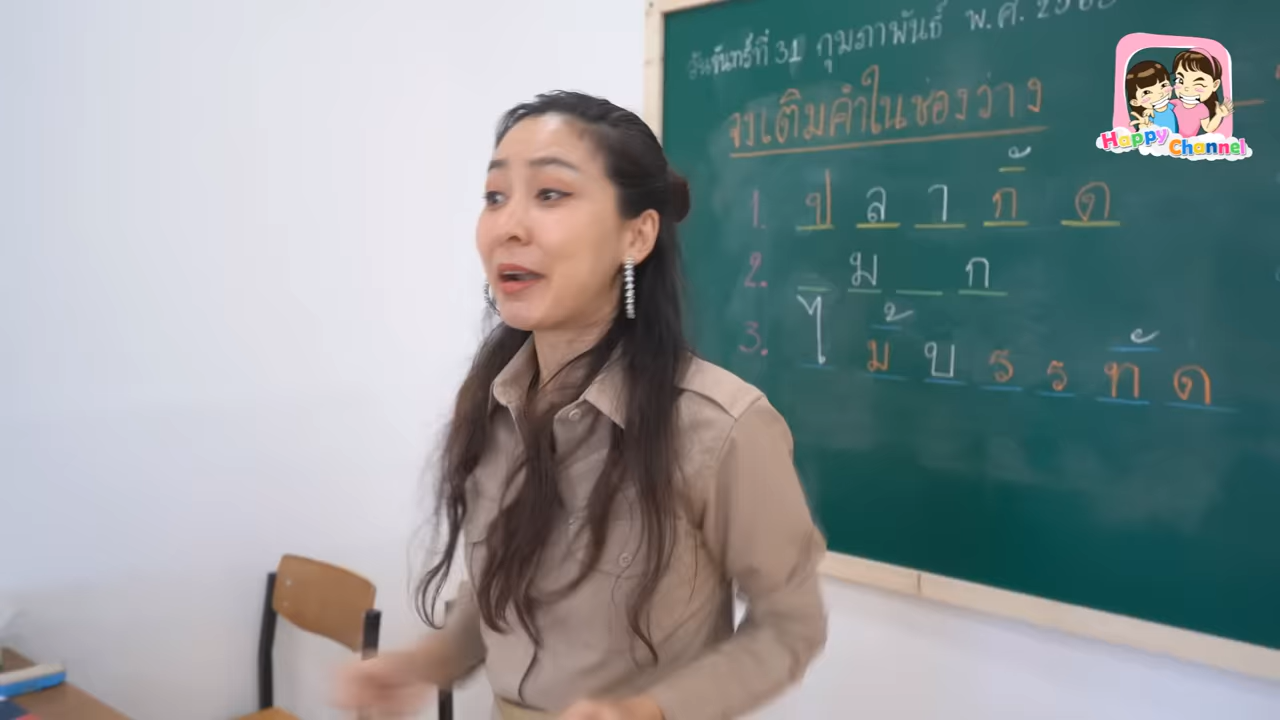 วันจันทร์ที่ 31 กุมภาพันธ์ พ.ศ.
จงเติมคำในช่องว่าง
1. ป ล า กั้ ด
2. _ ม _ ก
3. ไ ม้ บ ร ร ทั ด
Happy Channel